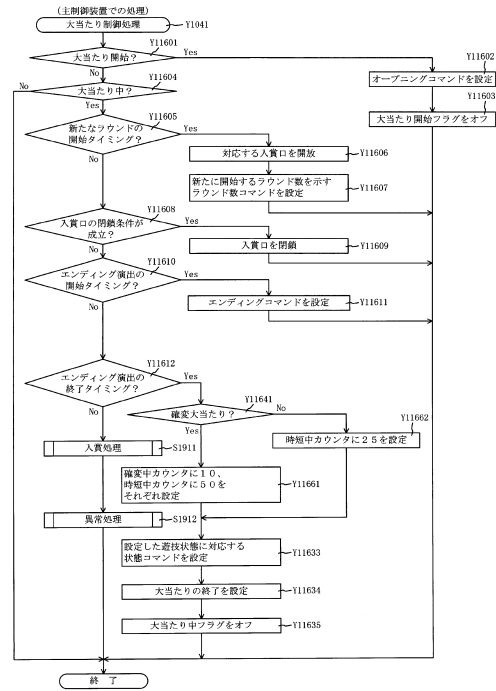 (主制御装置での処理)
大当たり制御処理
Y1041
Y11601
大当たり開始?
Yes
No
Y11602
オープニングコマンドを設定
Y11603
大当たり開始フラグをオフ
Y11604
No
大当たり中?
Yes
Y11605
新たなラウンドの
開始タイミング?
Yes
No
対応する入賞口を開放
Y11606
新たに開始するラウンド数を示す
ラウンド数コマンドを設定
Y11607
Y11608
入賞口の閉鎖条件が
成立?
Yes
No
入賞口を閉鎖
Y11609
Y11610
エンディング演出の
開始タイミング?
Yes
No
エンディングコマンドを設定
Y11611
Y11612
エンディング演出の
終了タイミング?
Yes
No
Y11641
確変大当たり?
No
Yes
Y11662
時短中カウンタに25を設定
入賞処理
S1911
確変中カウンタに10、
時短中カウンタに50を
それぞれ設定
Y11661
異常処理
S1912
設定した遊技状態に対応する
状態コマンドを設定
Y11633
大当たりの終了を設定
Y11634
大当たり中フラグをオフ
Y11635
終 了